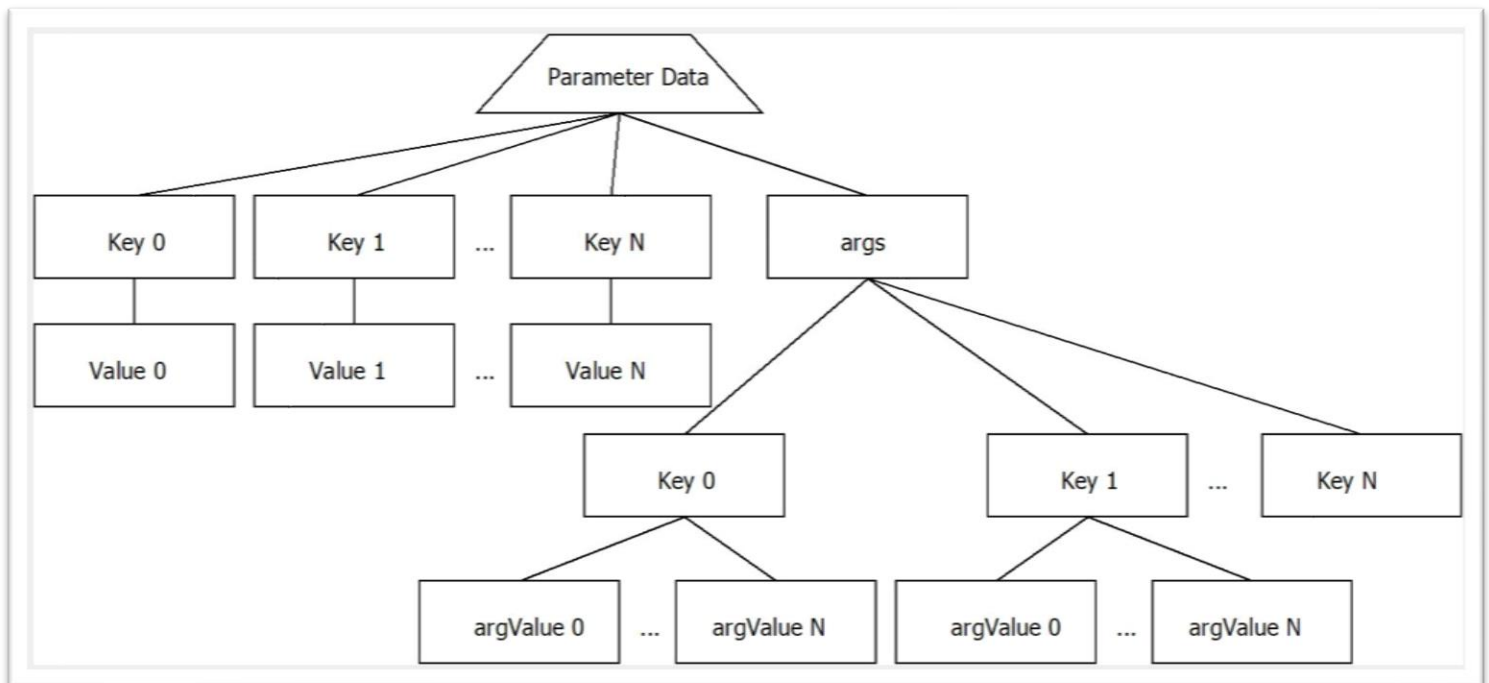 Parameter Data
Key 0 Key 1 ... Key N args
Value 0 Value 1 ... Value N
Key 0 Key 1 ... Key N
argValue 0 ... argValue N argValue 0 ... argValue N